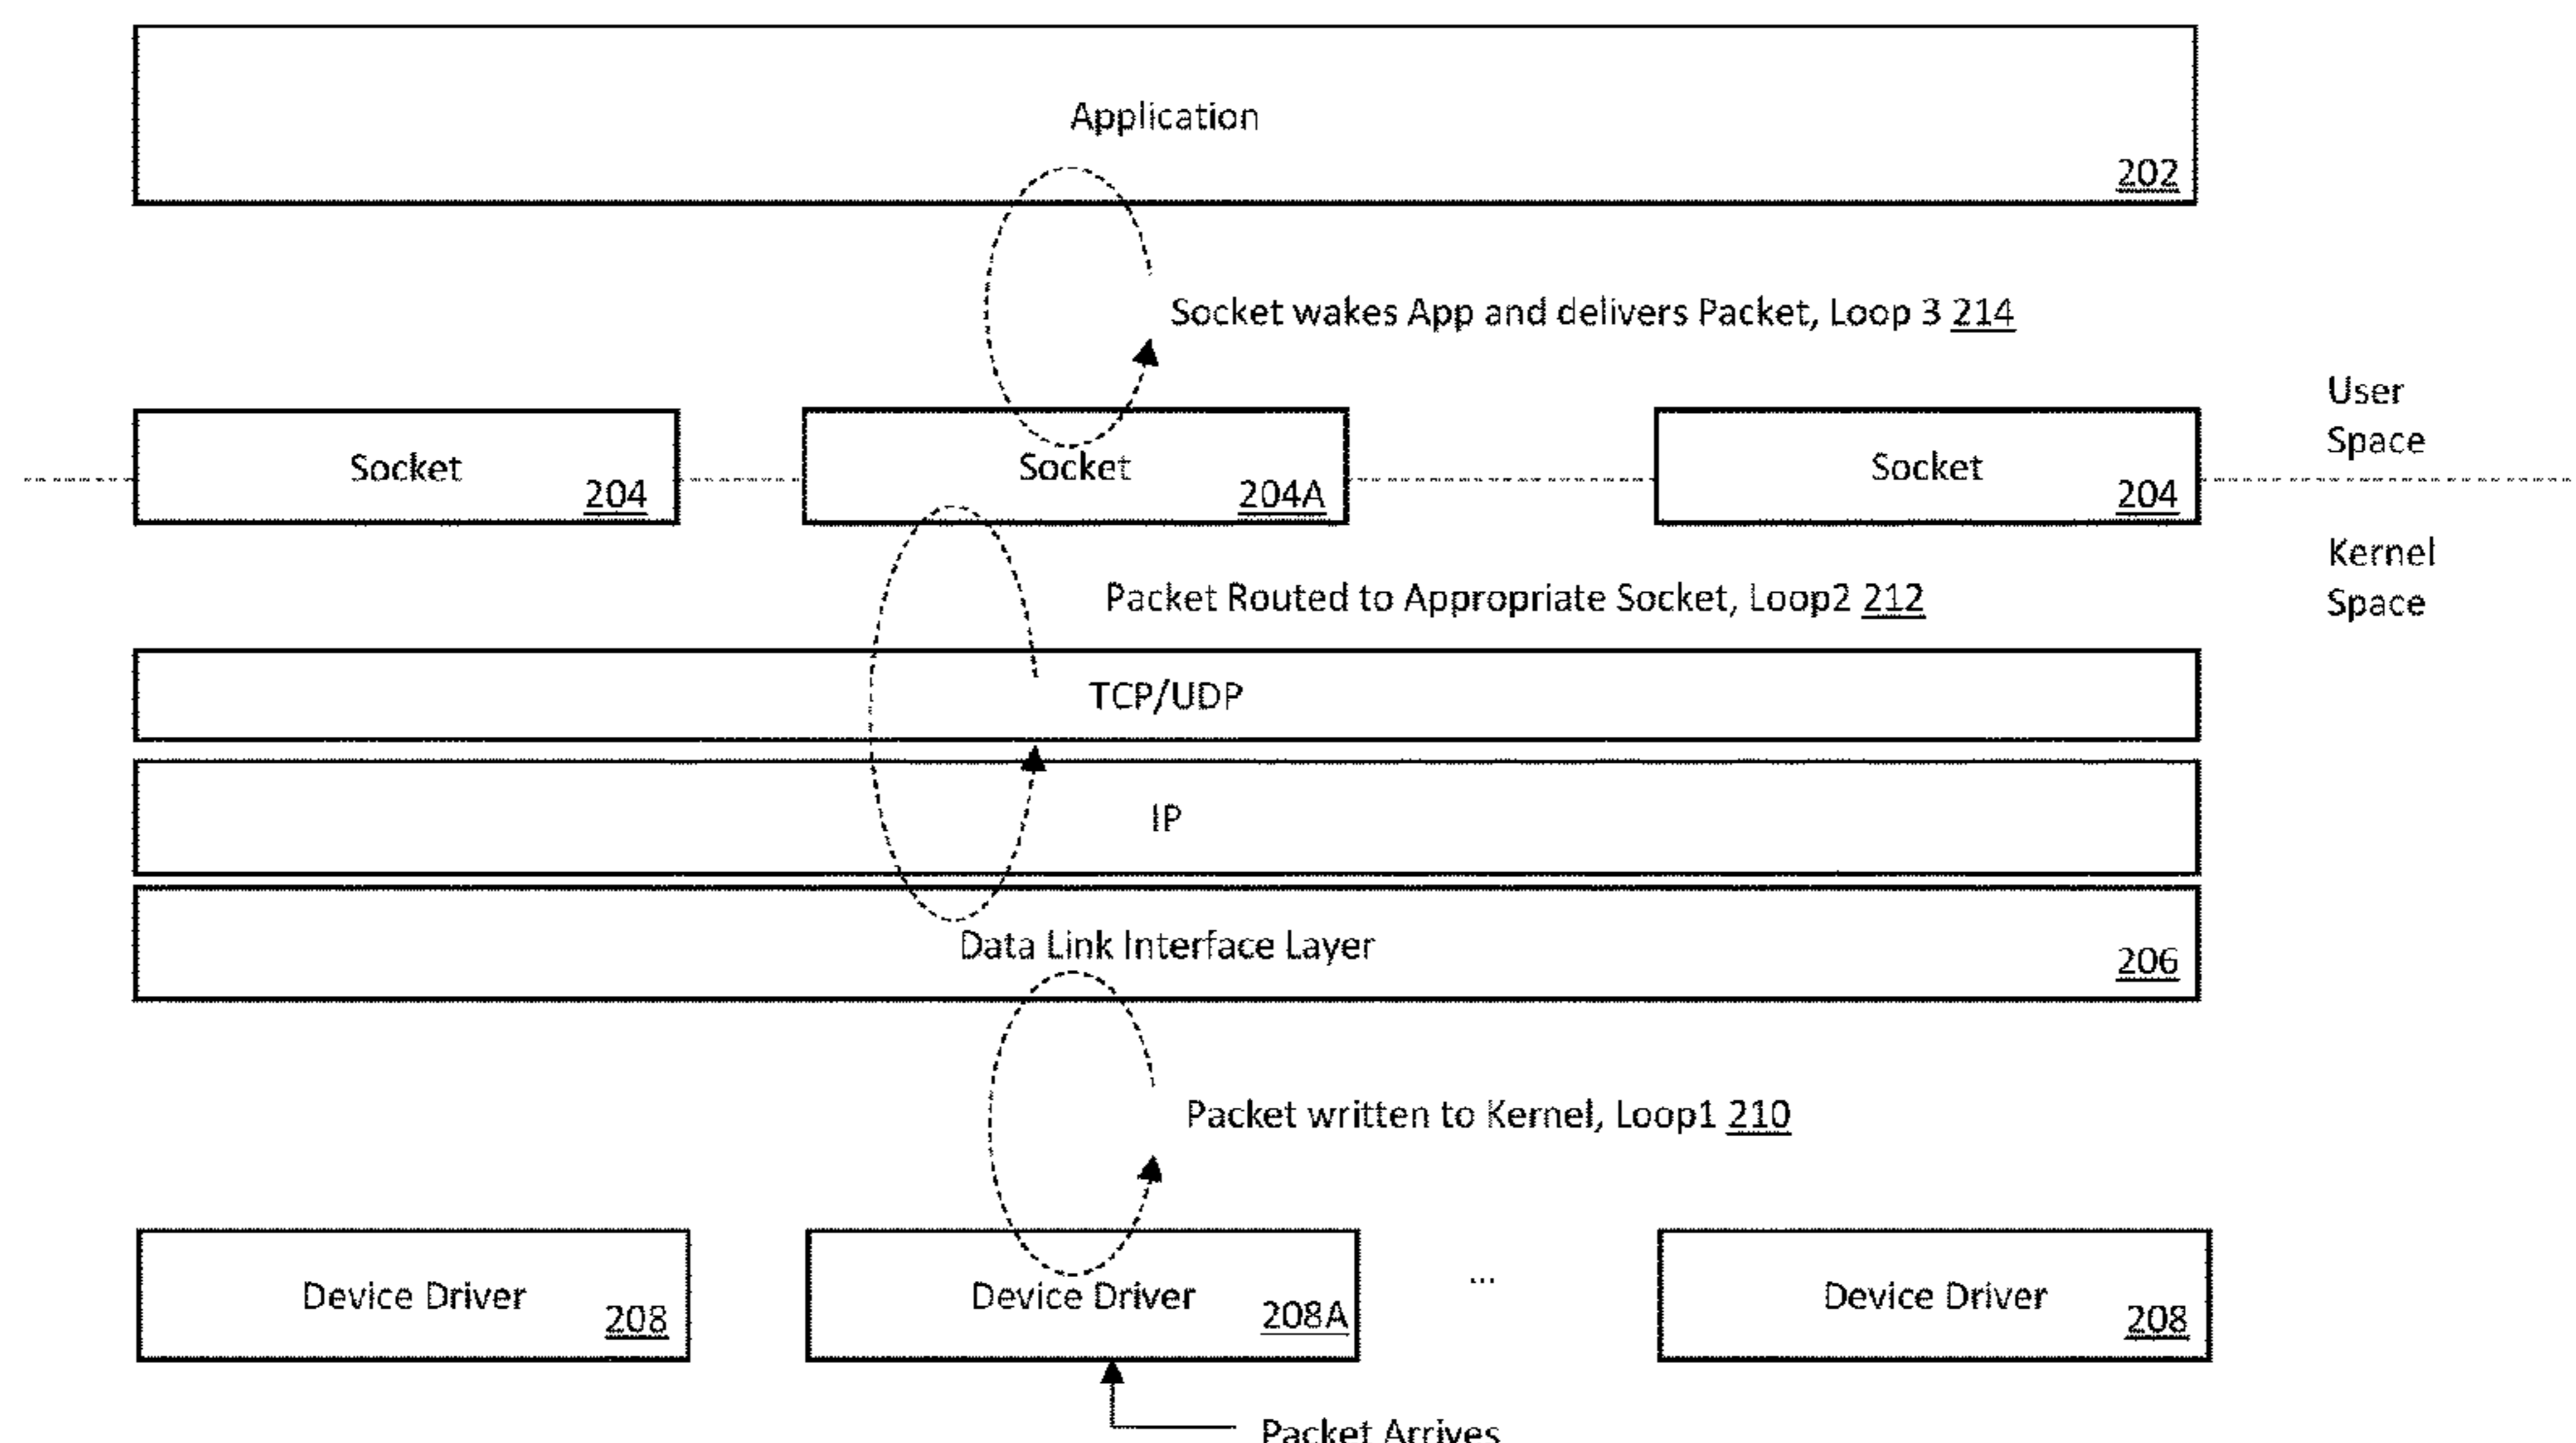 Application
202
Socket wakes App and delivers Packet, Loop 3 214
User
Space
Socket
204
Socket
204A
Socket
204
Kernel
Space
Packet Routed to Appropriate Socket, Loop2 212
TCP/UDP
IP
Data Link Interface Layer
206
Packet written to Kernel, Loop1 210
Device Driver
208
Device Driver
208A
...
Device Driver
208
Packet Arrives